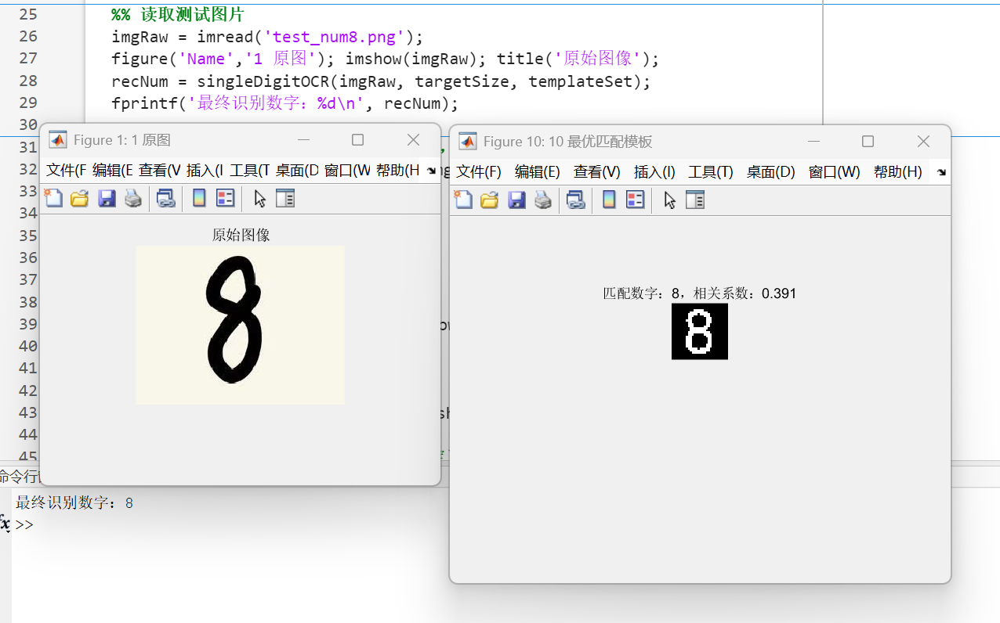 25 %% 读取测试图片
26 imgRaw = imread('test_num8.png');
27 figure('Name','1 原图'); imshow(imgRaw); title('原始图像');
28 recNum = singleDigitOCR(imgRaw, targetSize, templateSet);
29 fprintf('最终识别数字: %d\n', recNum);
30
31
32
33
34
35
36
37
38
39
40
41
42
43
44
45
Figure 1: 1 原图
文件(F 编辑(E 查看(V 插入(I 工具(T 桌面(D 窗口(W 帮助(H
原始图像
8
Figure 10: 10 最优匹配模板
文件(F) 编辑(E) 查看(V) 插入(I) 工具(T) 桌面(D) 窗口(W) 帮助(H)
匹配数字：8，相关系数：0.391
8
命令行
最终识别数字: 8
fx >>